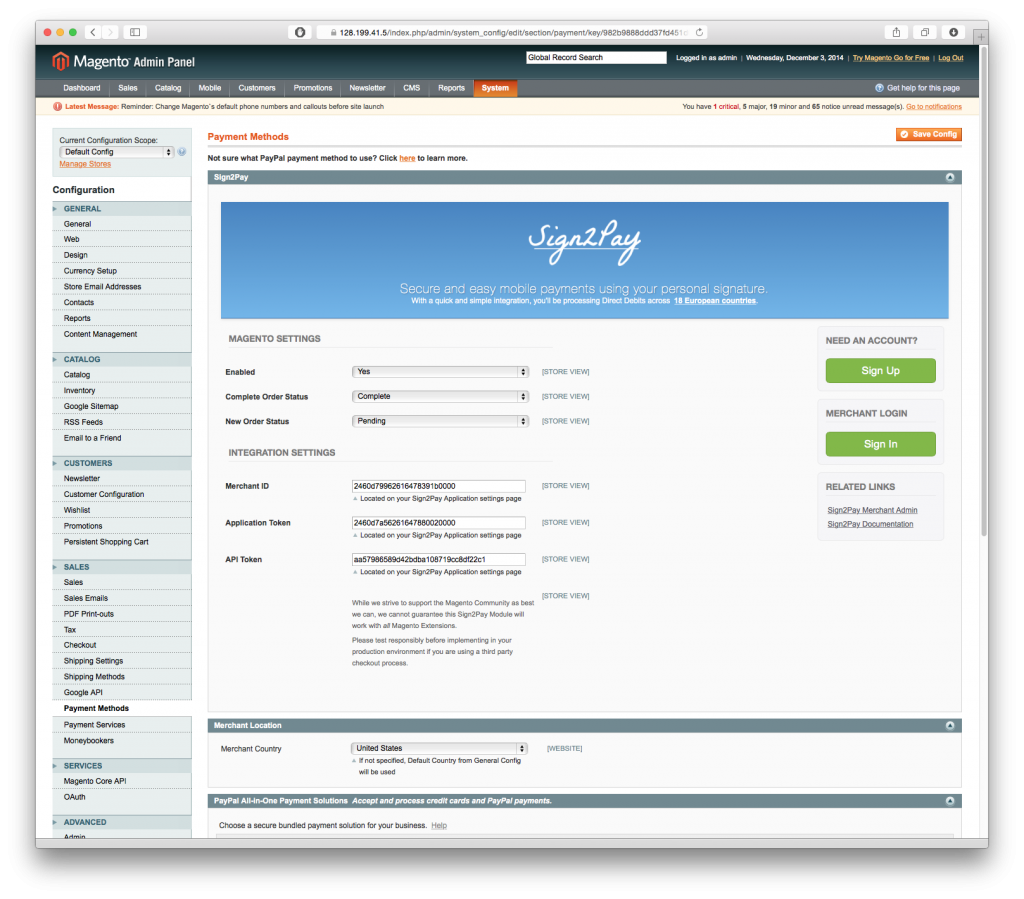 128.199.41.5/index.php/admin/system_config/edit/section/payment/key/982b9888ddd37fd451
Magento Admin Panel
Global Record Search
Logged in as admin | Wednesday, December 3, 2014 | Try Magento Go for Free | Log Out
Dashboard Sales Catalog Mobile Customers Promotions Newsletter CMS Reports System
Get help for this page
Latest Message: Reminder: Change Magento`s default phone numbers and callouts before site launch
You have 1 critical, 5 major, 19 minor and 65 notice unread message(s). Go to notifications
Current Configuration Scope:
Default Config
Manage Stores
Configuration
GENERAL
General
Web
Design
Currency Setup
Store Email Addresses
Contacts
Reports
Content Management
CATALOG
Catalog
Inventory
Google Sitemap
RSS Feeds
Email to a Friend
CUSTOMERS
Newsletter
Customer Configuration
Wishlist
Promotions
Persistent Shopping Cart
SALES
Sales
Sales Emails
PDF Print-outs
Tax
Checkout
Shipping Settings
Shipping Methods
Google API
Payment Methods
Payment Services
Moneybookers
SERVICES
Magento Core API
OAuth
ADVANCED
Admin
Payment Methods
Save Config
Not sure what PayPal payment method to use? Click here to learn more.
Sign2Pay
Sign2Pay
Secure and easy mobile payments using your personal signature.
With a quick and simple integration, you'll be processing Direct Debits across 18 European countries.
MAGENTO SETTINGS
Enabled Yes [STORE VIEW]
Complete Order Status Complete [STORE VIEW]
New Order Status Pending [STORE VIEW]
INTEGRATION SETTINGS
Merchant ID 2460d79962616478391b0000 [STORE VIEW]
Located on your Sign2Pay Application settings page
Application Token 2460d7a56261647880020000 [STORE VIEW]
Located on your Sign2Pay Application settings page
API Token aa57986589d42bdba108719cc8df22c1 [STORE VIEW]
Located on your Sign2Pay Application settings page
[STORE VIEW]
While we strive to support the Magento Community as best
we can, we cannot guarantee this Sign2Pay Module will
work with all Magento Extensions.
Please test responsibly before implementing in your
production environment if you are using a third party
checkout process.
NEED AN ACCOUNT?
Sign Up
MERCHANT LOGIN
Sign In
RELATED LINKS
Sign2Pay Merchant Admin
Sign2Pay Documentation
Merchant Location
Merchant Country United States [WEBSITE]
If not specified, Default Country from General Config
will be used
PayPal All-in-One Payment Solutions Accept and process credit cards and PayPal payments.
Choose a secure bundled payment solution for your business. Help